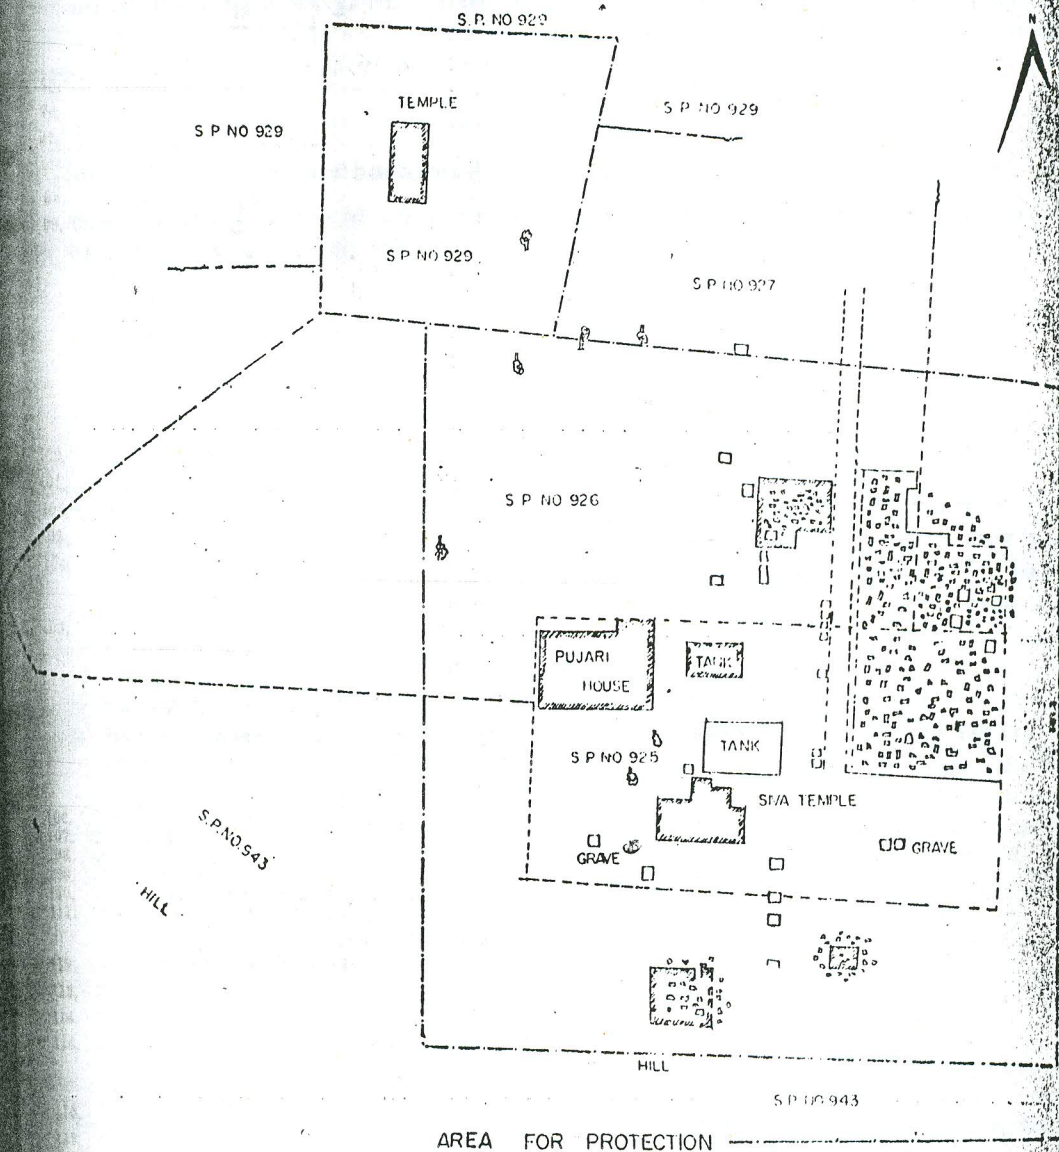 S.P. NO 929
N
TEMPLE
S P NO 929
S P NO 929
S P NO 929
S P NO 927
S P NO 926
PUJARI
HOUSE
TANK
TANK
S P NO 925
SIVA TEMPLE
S.P.NO.943
GRAVE
GRAVE
HILL
HILL
S P NO 943
AREA FOR PROTECTION